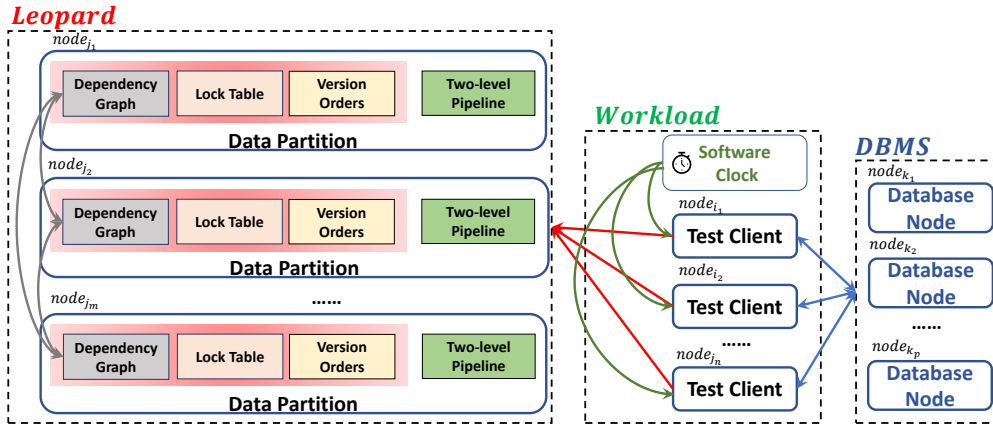 Leopard
node_{j_1}
Dependency
Graph
Lock Table
Version
Orders
Two-level
Pipeline
Data Partition
node_{j_2}
Dependency
Graph
Lock Table
Version
Orders
Two-level
Pipeline
Data Partition
......
node_{j_m}
Dependency
Graph
Lock Table
Version
Orders
Two-level
Pipeline
Data Partition
Workload
Software
Clock
node_{i_1}
Test Client
node_{i_2}
Test Client
......
node_{j_n}
Test Client
DBMS
node_{k_1}
Database
Node
node_{k_2}
Database
Node
......
node_{k_p}
Database
Node